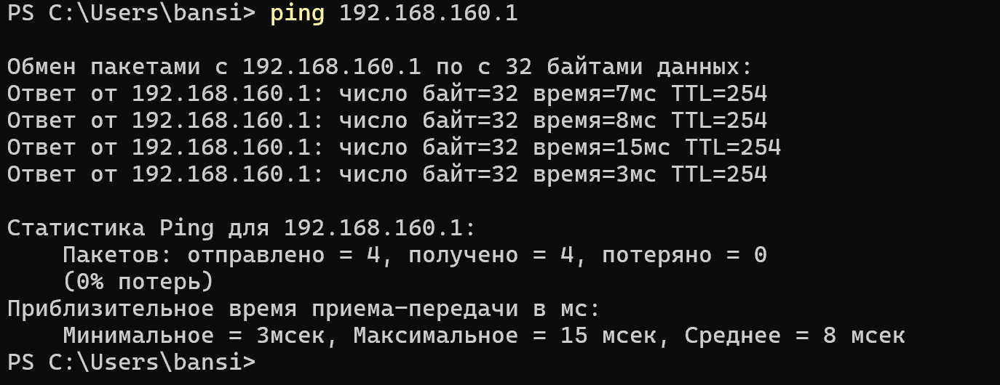 PS C:\Users\bansi> ping 192.168.160.1
Обмен пакетами с 192.168.160.1 по с 32 байтами данных:
Ответ от 192.168.160.1: число байт=32 время=7мс TTL=254
Ответ от 192.168.160.1: число байт=32 время=8мс TTL=254
Ответ от 192.168.160.1: число байт=32 время=15мс TTL=254
Ответ от 192.168.160.1: число байт=32 время=3мс TTL=254
Статистика Ping для 192.168.160.1:
    Пакетов: отправлено = 4, получено = 4, потеряно = 0
    (0% потерь)
Приблизительное время приема-передачи в мс:
    Минимальное = 3мсек, Максимальное = 15 мсек, Среднее = 8 мсек
PS C:\Users\bansi>